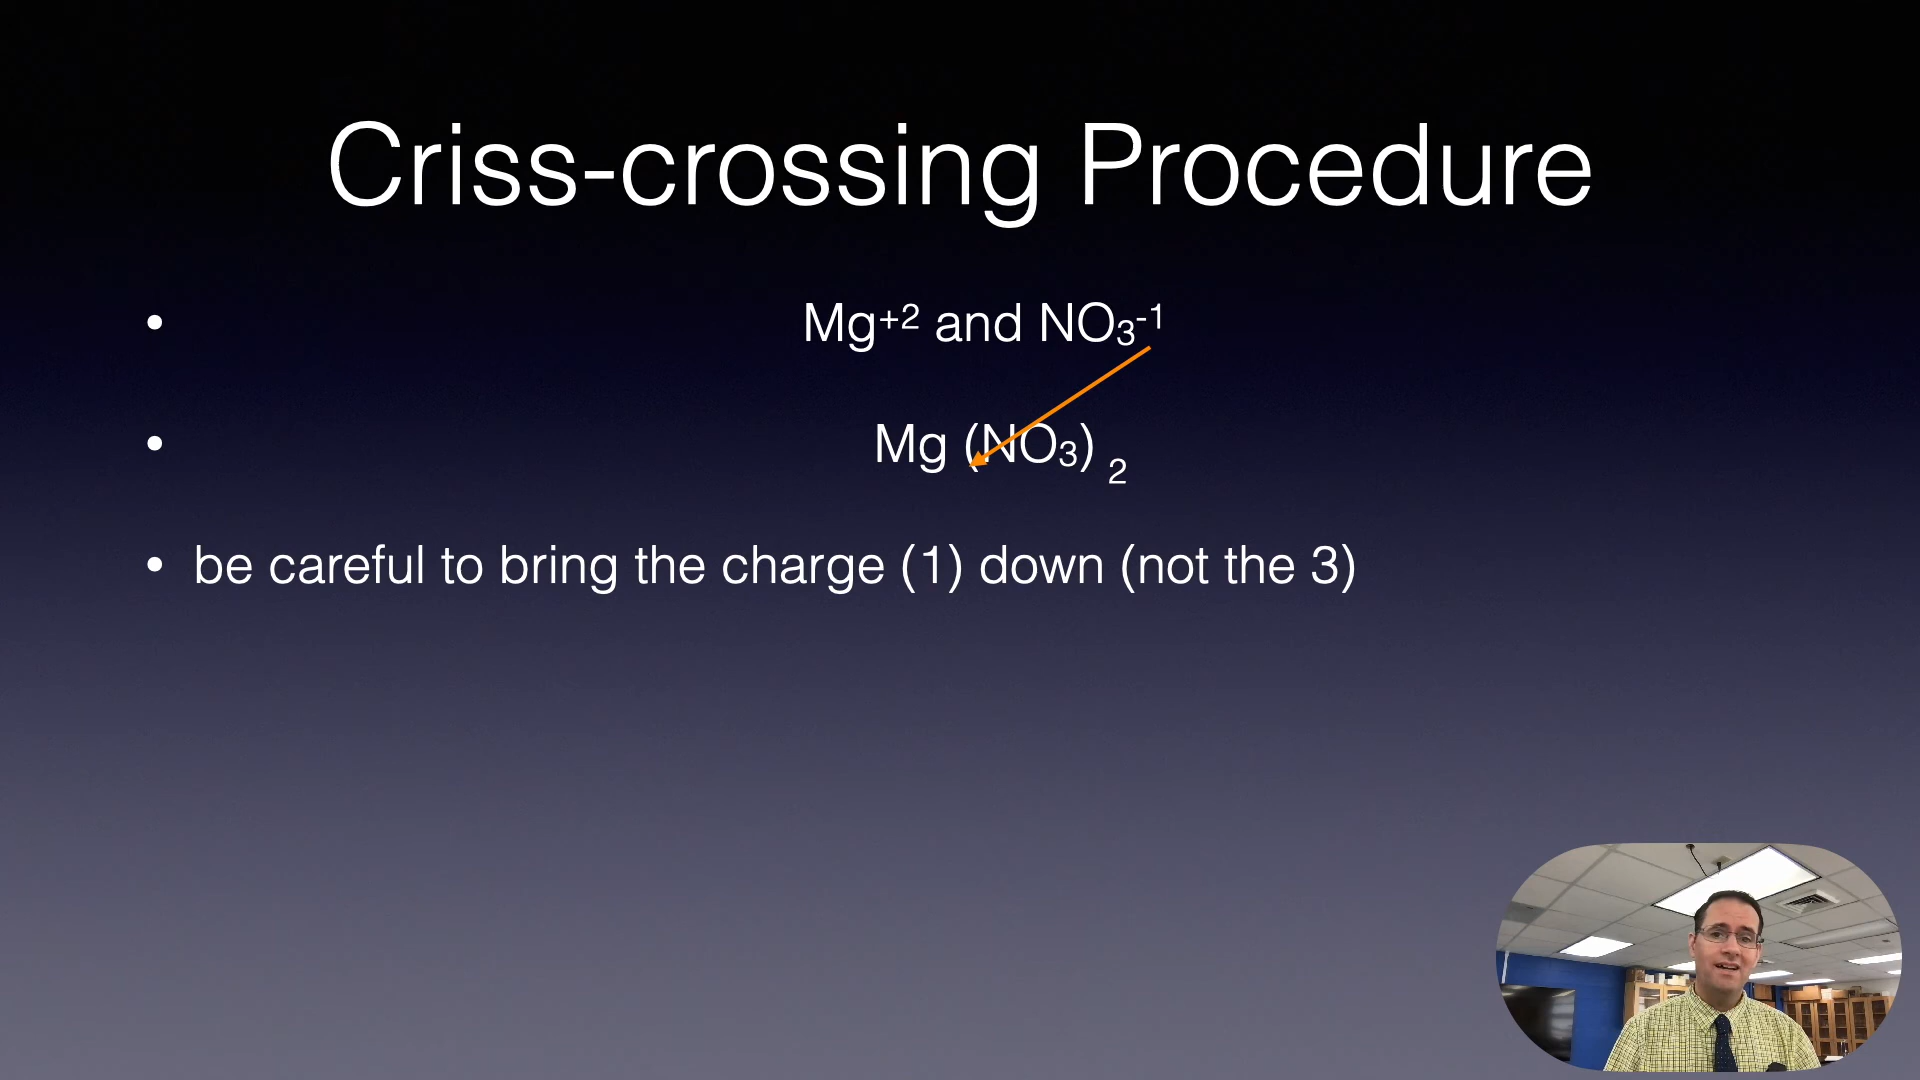 Criss-crossing Procedure
• Mg⁺² and NO₃⁻¹
• Mg (NO₃) ₂
• be careful to bring the charge (1) down (not the 3)